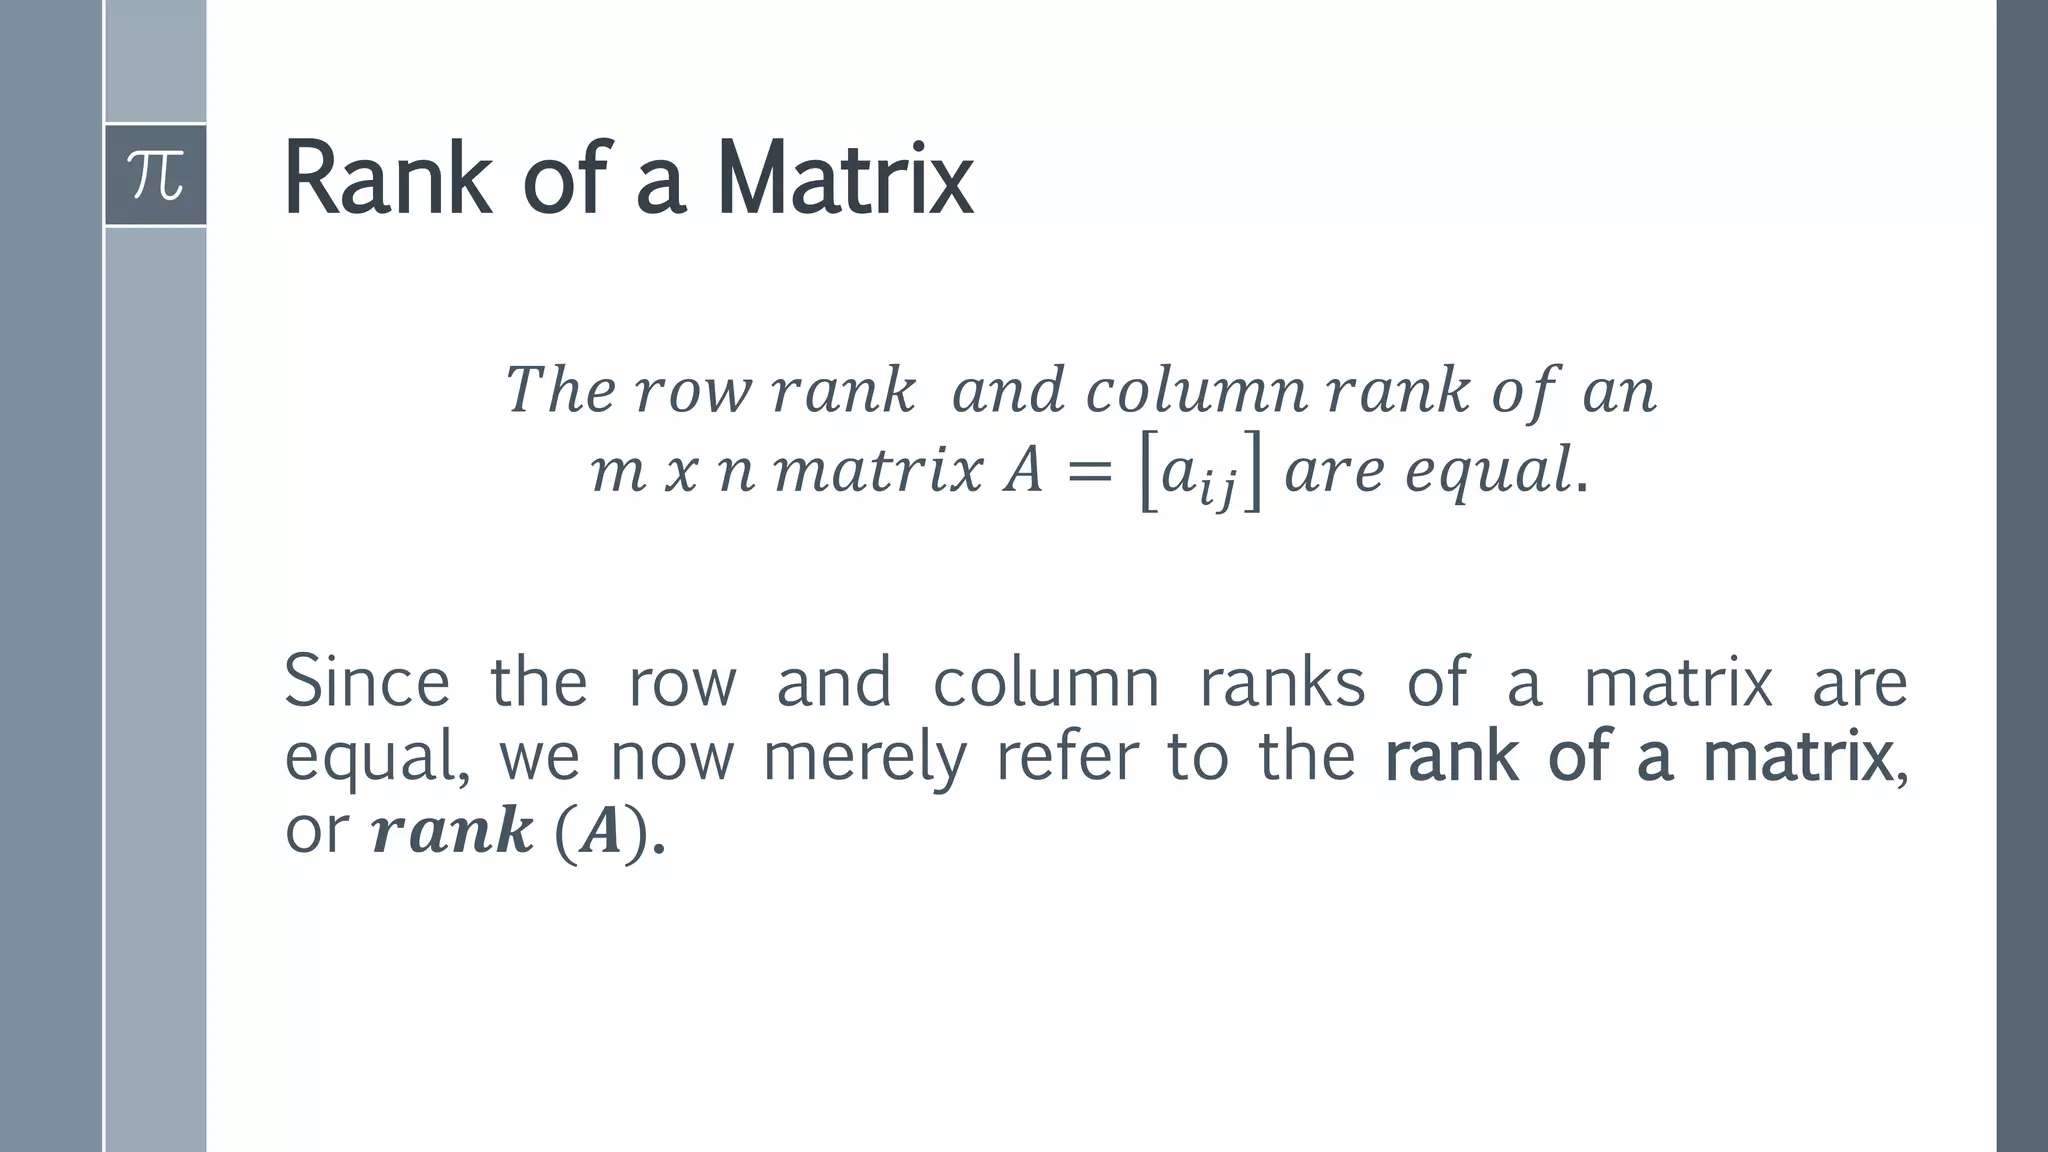 π
Rank of a Matrix
The row rank and column rank of an
m x n matrix A = [aᵢⱼ] are equal.
Since the row and column ranks of a matrix are
equal, we now merely refer to the rank of a matrix,
or rank (A).